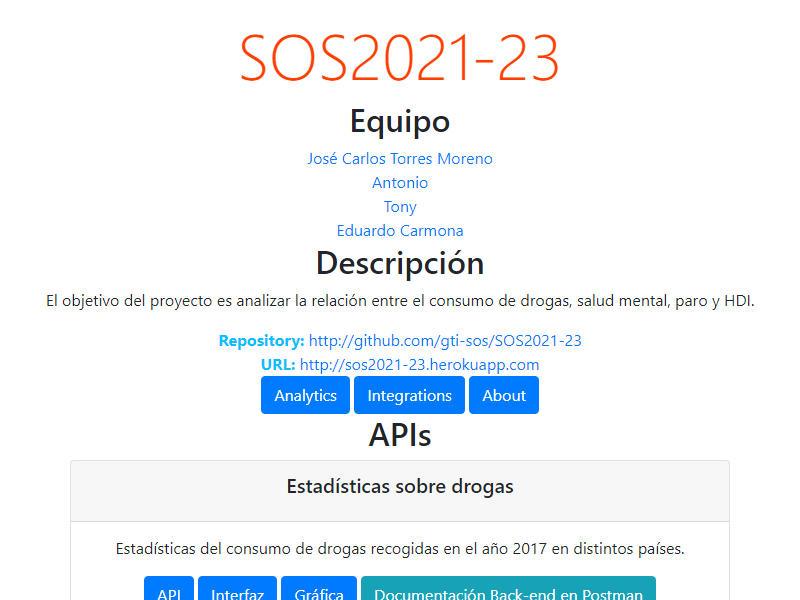 SOS2021-23
Equipo
José Carlos Torres Moreno
Antonio
Tony
Eduardo Carmona
Descripción
El objetivo del proyecto es analizar la relación entre el consumo de drogas, salud mental, paro y HDI.
Repository: http://github.com/gti-sos/SOS2021-23
URL: http://sos2021-23.herokuapp.com
Analytics Integrations About
APIs
Estadísticas sobre drogas
Estadísticas del consumo de drogas recogidas en el año 2017 en distintos países.
API Interfaz Gráfica Documentación Back-end en Postman